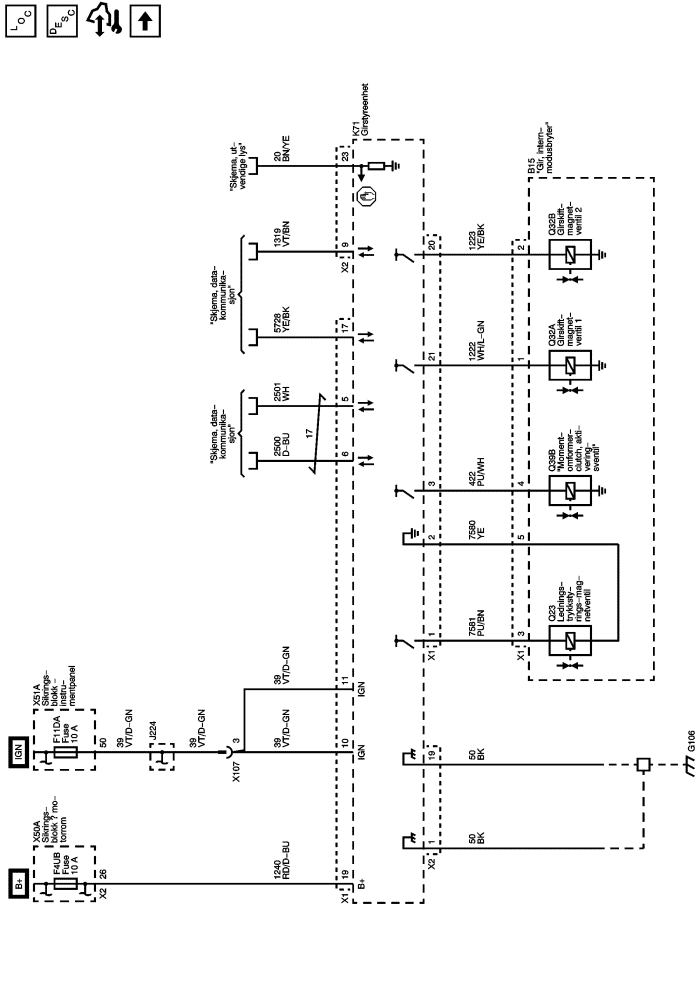 LOC
DESC
B+
X50A
Sikrings–
blokk ? mo–
torrom
F4UB
Fuse
10 A
26
X2
1240
RD/D–BU
19
X1
B+
IGN
X51A
Sikrings–
blokk –
instru–
mentpanel
F11DA
Fuse
10 A
50
39
VT/D–GN
J224
39
VT/D–GN
3
X107
39
VT/D–GN
10
IGN
39
VT/D–GN
11
IGN
"Skjema, data–
kommunika–
sjon"
2500
D–BU
6
2501
WH
5
17
"Skjema, data–
kommunika–
sjon"
5728
YE/BK
17
1319
VT/BN
9
X2
"Skjema, ut–
vendige lys"
20
BN/YE
23
K71
Girstyreenhet
1
X2
50
BK
19
50
BK
G106
1
X1
7581
PU/BN
3
X1
2
7580
YE
5
3
422
PU/WH
4
21
1222
WH/L–GN
1
20
1223
YE/BK
2
B15
"Gir, intern–
modusbryter"
Q23
Lednings–
trykksty–
rings–mag–
netventil
Q39B
"Moment–
omformer–
clutch, akti–
vering–
sventil"
Q32A
Girskift–
magnet–
ventil 1
Q32B
Girskift–
magnet–
ventil 2